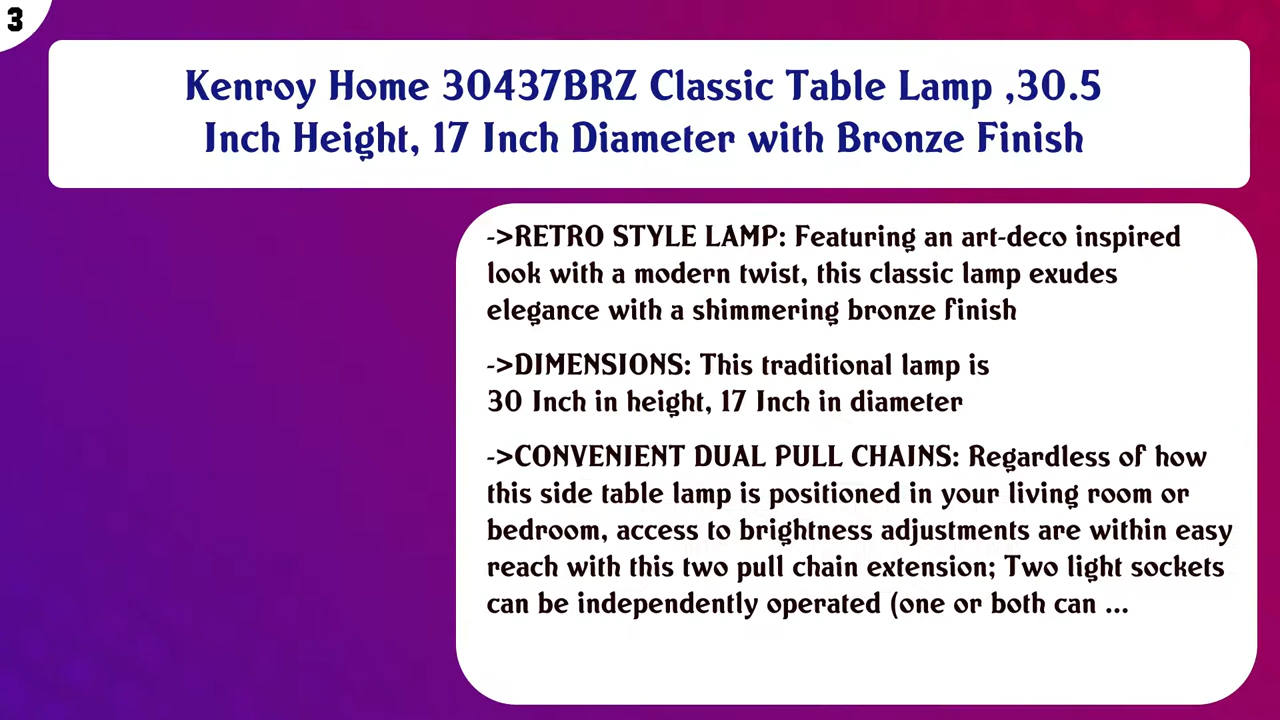 3
Kenroy Home 30437BRZ Classic Table Lamp ,30.5
Inch Height, 17 Inch Diameter with Bronze Finish
->RETRO STYLE LAMP: Featuring an art-deco inspired
look with a modern twist, this classic lamp exudes
elegance with a shimmering bronze finish
->DIMENSIONS: This traditional lamp is
30 Inch in height, 17 Inch in diameter
->CONVENIENT DUAL PULL CHAINS: Regardless of how
this side table lamp is positioned in your living room or
bedroom, access to brightness adjustments are within easy
reach with this two pull chain extension; Two light sockets
can be independently operated (one or both can ...